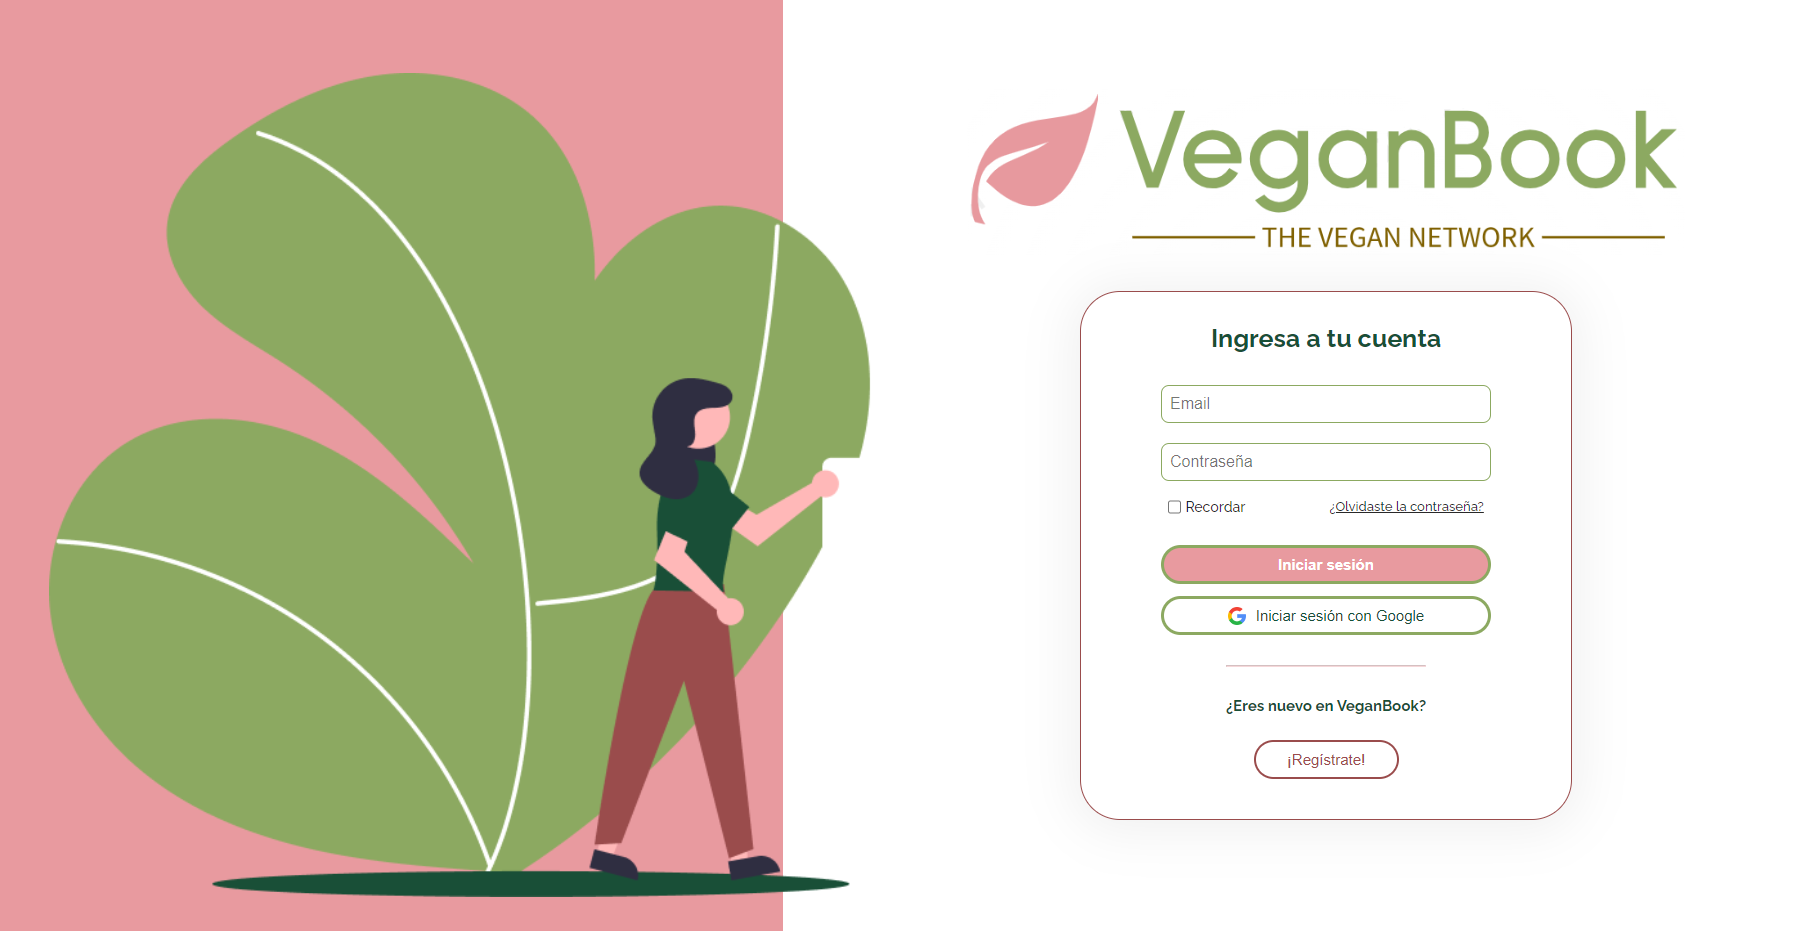 VeganBook
THE VEGAN NETWORK
Ingresa a tu cuenta
Email
Contraseña
Recordar
¿Olvidaste la contraseña?
Iniciar sesión
Iniciar sesión con Google
¿Eres nuevo en VeganBook?
¡Regístrate!